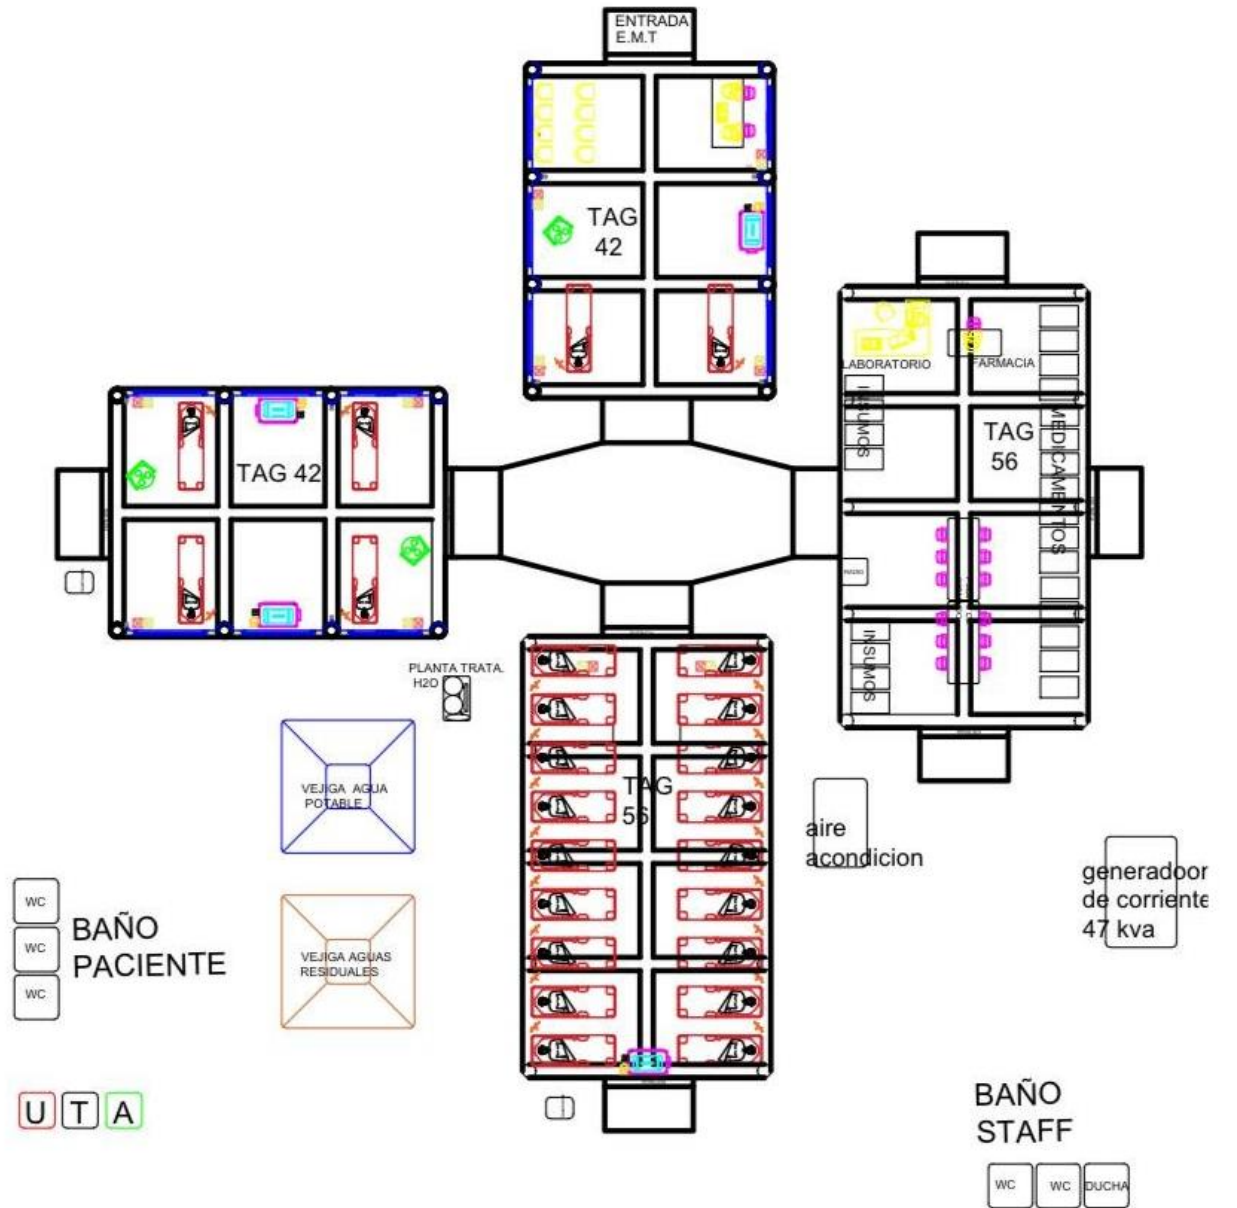 ENTRADA
E.M.T
TAG
42
LABORATORIO
FARMACIA
INSUMOS
TAG
56
MEDICAMENTOS
INSUMOS
TAG 42
PLANTA TRATA.
H2O
VEJIGA AGUA
POTABLE
TAG
56
aire
acondicion
generadoor
de corriente
47 kva
WC
WC
WC
BAÑO
PACIENTE
VEJIGA AGUAS
RESIDUALES
U T A
BAÑO
STAFF
WC
WC
DUCHA